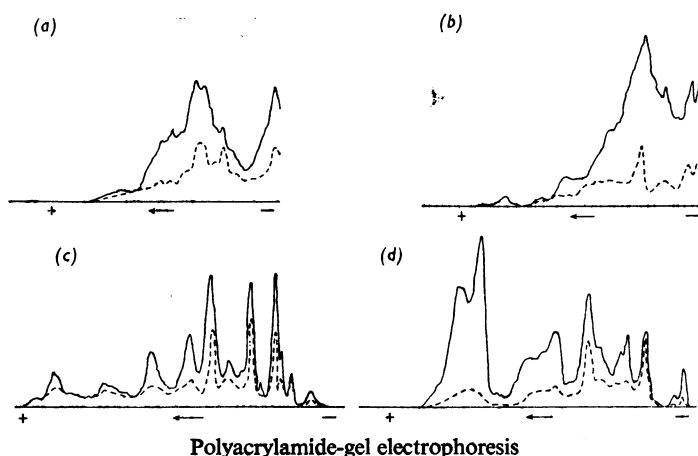 (a)
(b)
+ ← −
+ ← −
(c)
(d)
+ ← −
+ ← −
Polyacrylamide-gel electrophoresis